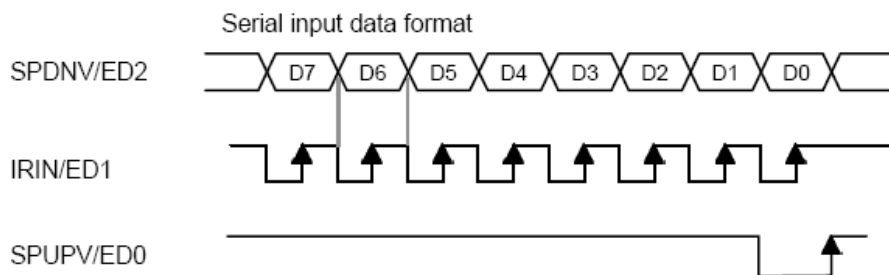 Serial input data format
SPDNV/ED2 D7 D6 D5 D4 D3 D2 D1 D0
IRIN/ED1
SPUPV/ED0